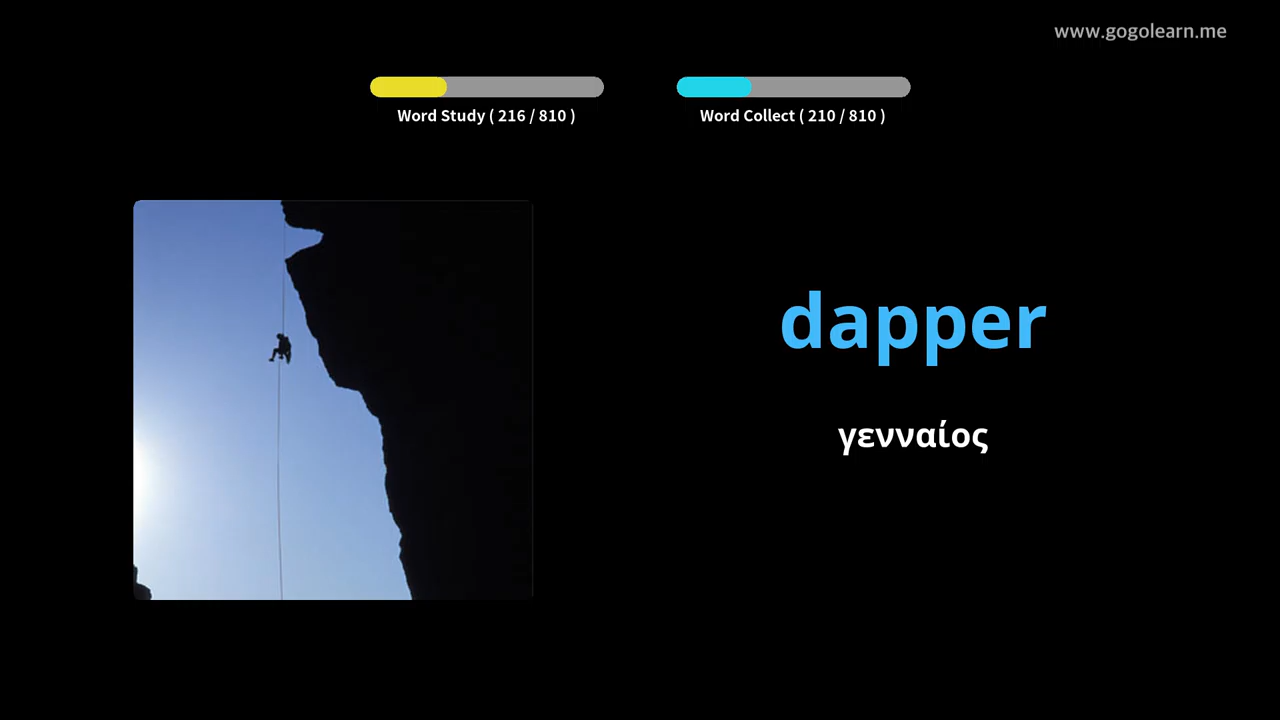 www.gogolearn.me
Word Study ( 216 / 810 )
Word Collect ( 210 / 810 )
dapper
γενναίος